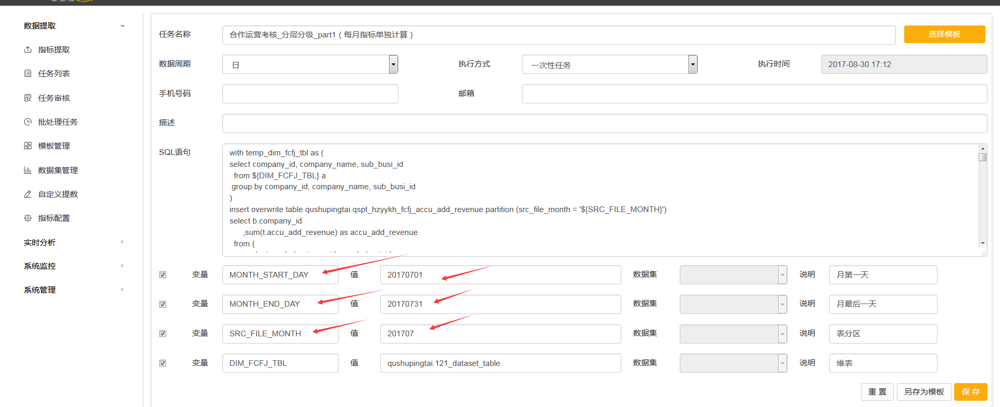 数据提取
指标提取
任务列表
任务审核
批处理任务
模板管理
数据集管理
自定义提数
指标配置
实时分析
系统监控
系统管理
任务名称 合作运营考核_分层分级_part1（每月指标单独计算） 选择模板
数据周期 日 执行方式 一次性任务 执行时间 2017-08-30 17:12
手机号码 邮箱
描述
SQL语句
with temp_dim_fcfj_tbl as (
select company_id, company_name, sub_busi_id
from ${DIM_FCFJ_TBL} a
group by company_id, company_name, sub_busi_id
)
insert overwrite table qushupingtai.qspt_hzyykh_fcfj_accu_add_revenue partition (src_file_month = '${SRC_FILE_MONTH}')
select b.company_id
,sum(t.accu_add_revenue) as accu_add_revenue
from (
变量 MONTH_START_DAY 值 20170701 数据集 说明 月第一天
变量 MONTH_END_DAY 值 20170731 数据集 说明 月最后一天
变量 SRC_FILE_MONTH 值 201707 数据集 说明 表分区
变量 DIM_FCFJ_TBL 值 qushupingtai.121_dataset_table 数据集 说明 维表
重 置 另存为模板 保 存